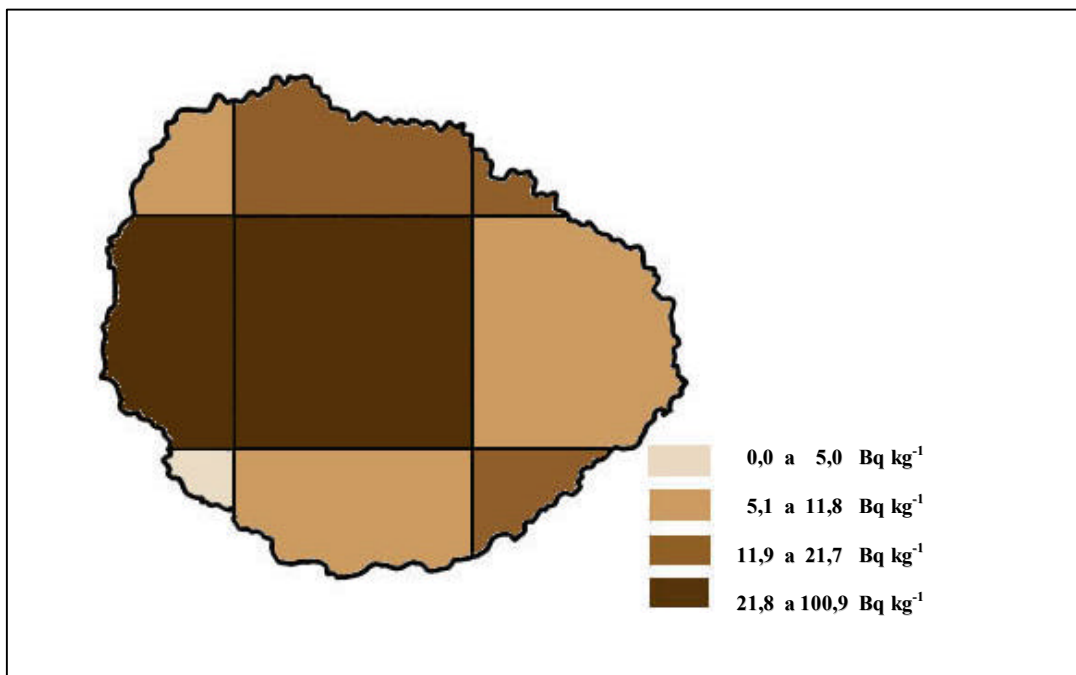 0,0 a 5,0 Bq kg⁻¹
5,1 a 11,8 Bq kg⁻¹
11,9 a 21,7 Bq kg⁻¹
21,8 a 100,9 Bq kg⁻¹